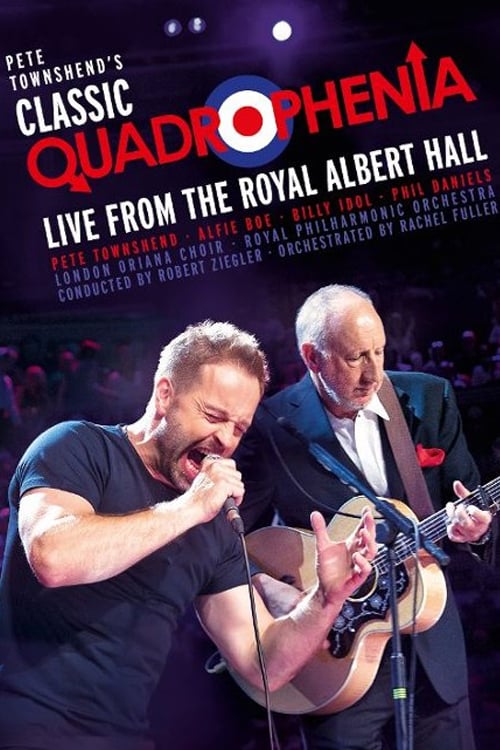 PETE
TOWNSHEND'S
CLASSIC
QUADROPHENIA
LIVE FROM THE ROYAL ALBERT HALL
PETE TOWNSHEND · ALFIE BOE · BILLY IDOL · PHIL DANIELS
LONDON ORIANA CHOIR · ROYAL PHILHARMONIC ORCHESTRA
CONDUCTED BY ROBERT ZIEGLER · ORCHESTRATED BY RACHEL FULLER